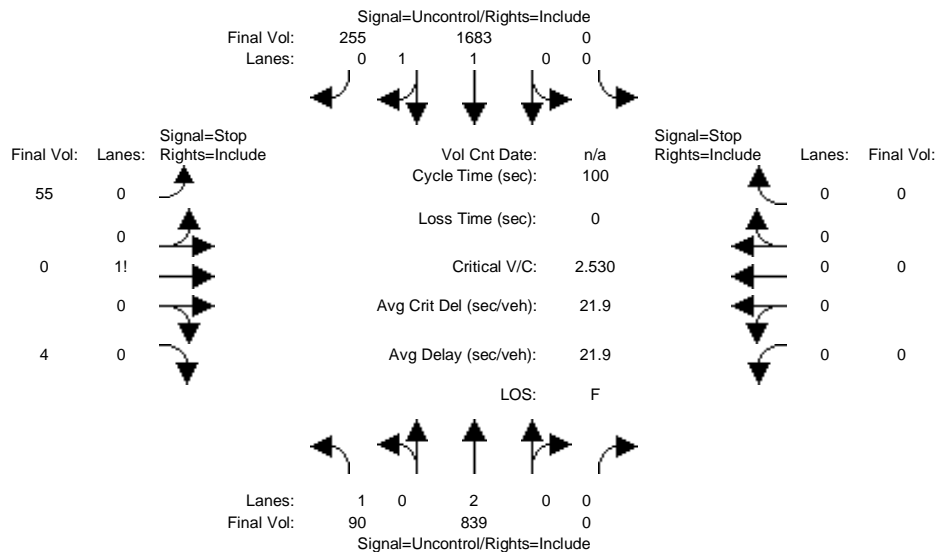 Signal=Uncontrol/Rights=Include
Final Vol: 255 1683 0
Lanes: 0 1 1 0 0
Signal=Stop Signal=Stop
Final Vol: Lanes: Rights=Include Vol Cnt Date: n/a Rights=Include Lanes: Final Vol:
Cycle Time (sec): 100
55 0 0 0
Loss Time (sec): 0
0 0
0 1! Critical V/C: 2.530 0 0
0 Avg Crit Del (sec/veh): 21.9 0
4 0 Avg Delay (sec/veh): 21.9 0 0
LOS: F
Lanes: 1 0 2 0 0
Final Vol: 90 839 0
Signal=Uncontrol/Rights=Include